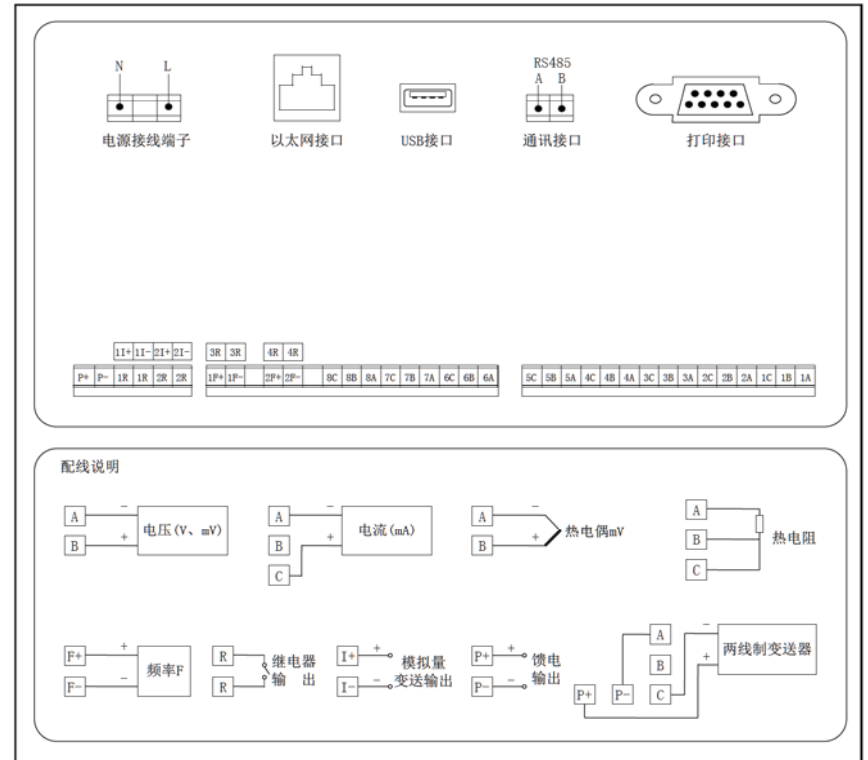 N L
RS485
A B
电源接线端子 以太网接口 USB接口 通讯接口 打印接口
1I+ 1I- 2I+ 2I- 3R 3R 4R 4R
P+ P- 1R 1R 2R 2R 1F+ 1F- 2F+ 2F- 8C 8B 8A 7C 7B 7A 6C 6B 6A 5C 5B 5A 4C 4B 4A 3C 3B 3A 2C 2B 2A 1C 1B 1A
配线说明
A - 电压(V、mV)
B +
A - 电流(mA)
B +
C
A - 热电偶mV
B +
A
B 热电阻
C
F+ + 频率F
F- -
R 继电器
R 输 出
I+ + 模拟量
I- - 变送输出
P+ + 馈电
P- - 输出
A - 两线制变送器
B +
P+ P- C